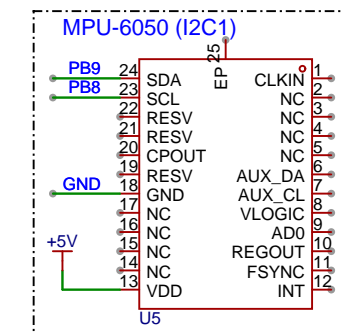 MPU-6050 (I2C1)
25
EP
PB9 24 SDA CLKIN 1
PB8 23 SCL NC 2
22 RESV NC 3
21 RESV NC 4
20 CPOUT NC 5
19 RESV AUX_DA 6
GND 18 GND AUX_CL 7
17 NC VLOGIC 8
16 NC AD0 9
+5V 15 NC REGOUT 10
14 NC FSYNC 11
13 VDD INT 12
U5